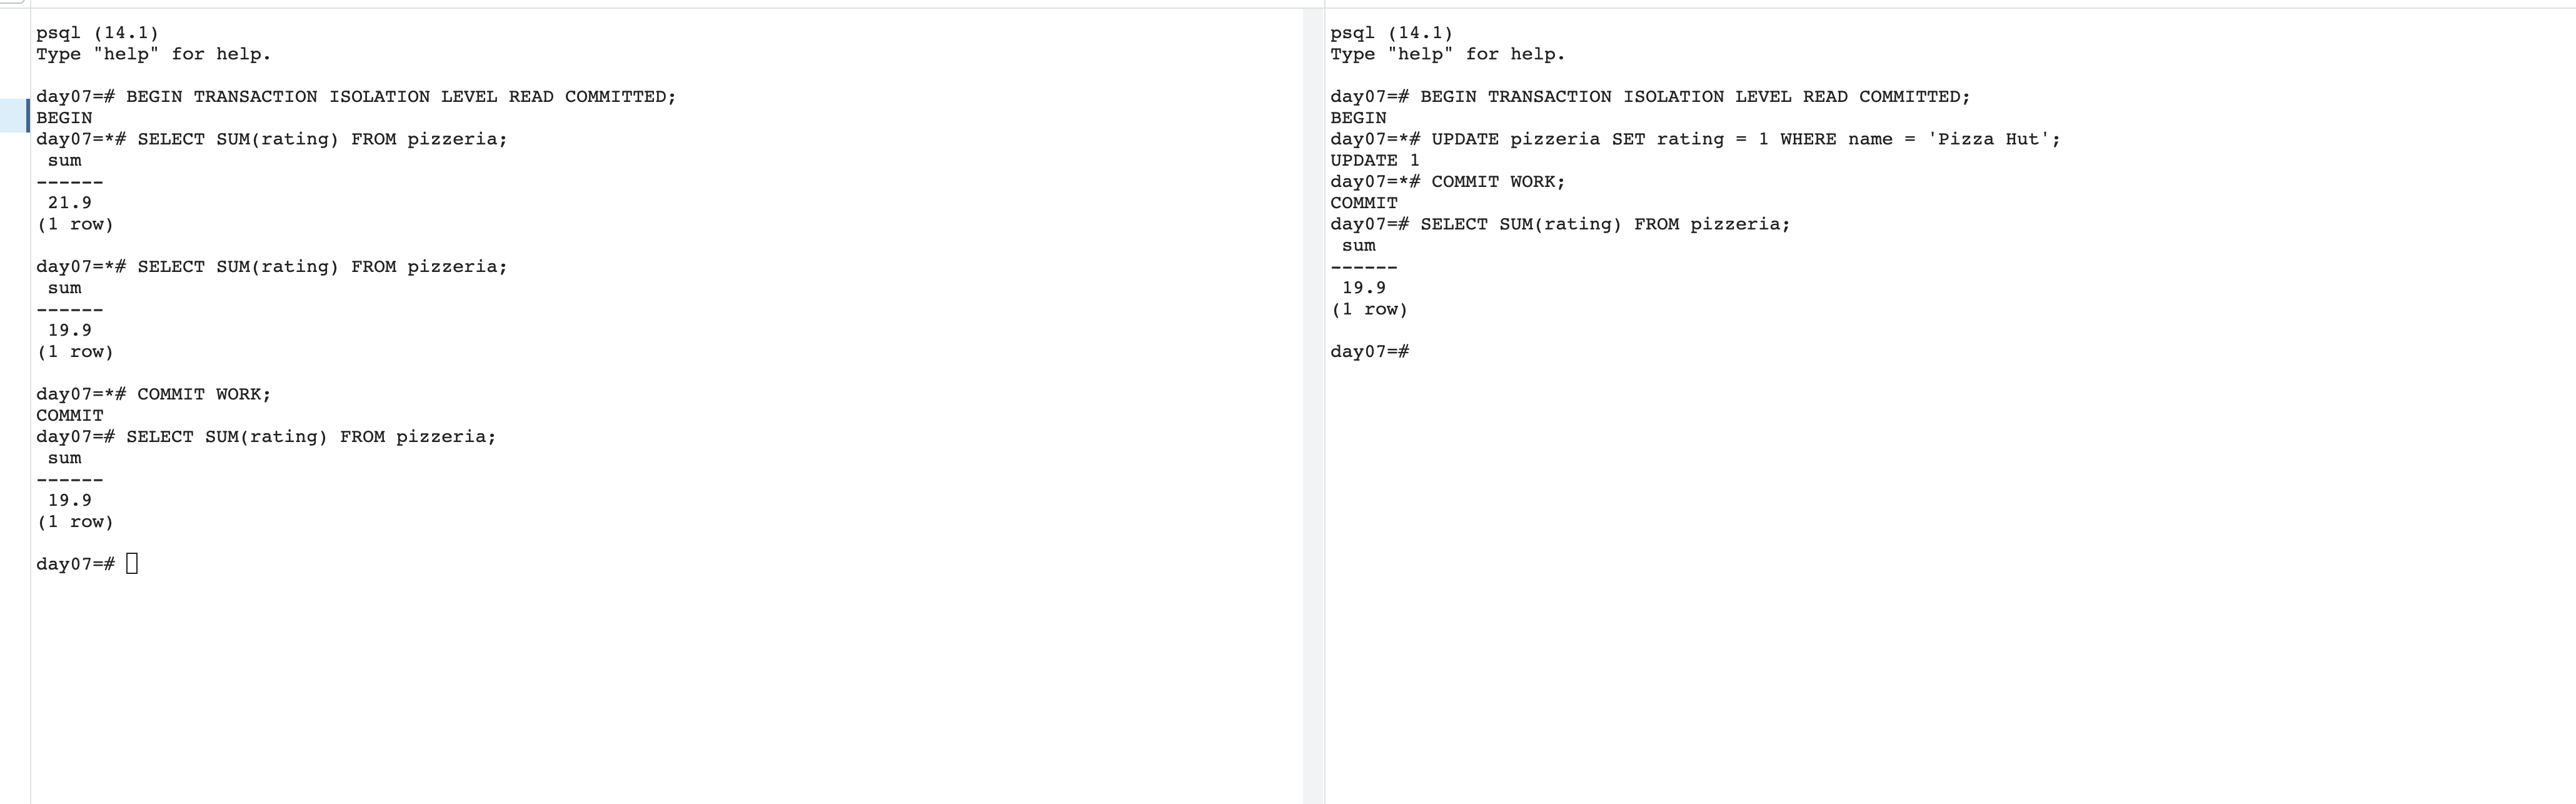 psql (14.1)
Type "help" for help.
day07=# BEGIN TRANSACTION ISOLATION LEVEL READ COMMITTED;
BEGIN
day07=*# SELECT SUM(rating) FROM pizzeria;
 sum
------
 21.9
(1 row)
day07=*# SELECT SUM(rating) FROM pizzeria;
 sum
------
 19.9
(1 row)
day07=*# COMMIT WORK;
COMMIT
day07=# SELECT SUM(rating) FROM pizzeria;
 sum
------
 19.9
(1 row)
day07=#
psql (14.1)
Type "help" for help.
day07=# BEGIN TRANSACTION ISOLATION LEVEL READ COMMITTED;
BEGIN
day07=*# UPDATE pizzeria SET rating = 1 WHERE name = 'Pizza Hut';
UPDATE 1
day07=*# COMMIT WORK;
COMMIT
day07=# SELECT SUM(rating) FROM pizzeria;
 sum
------
 19.9
(1 row)
day07=#